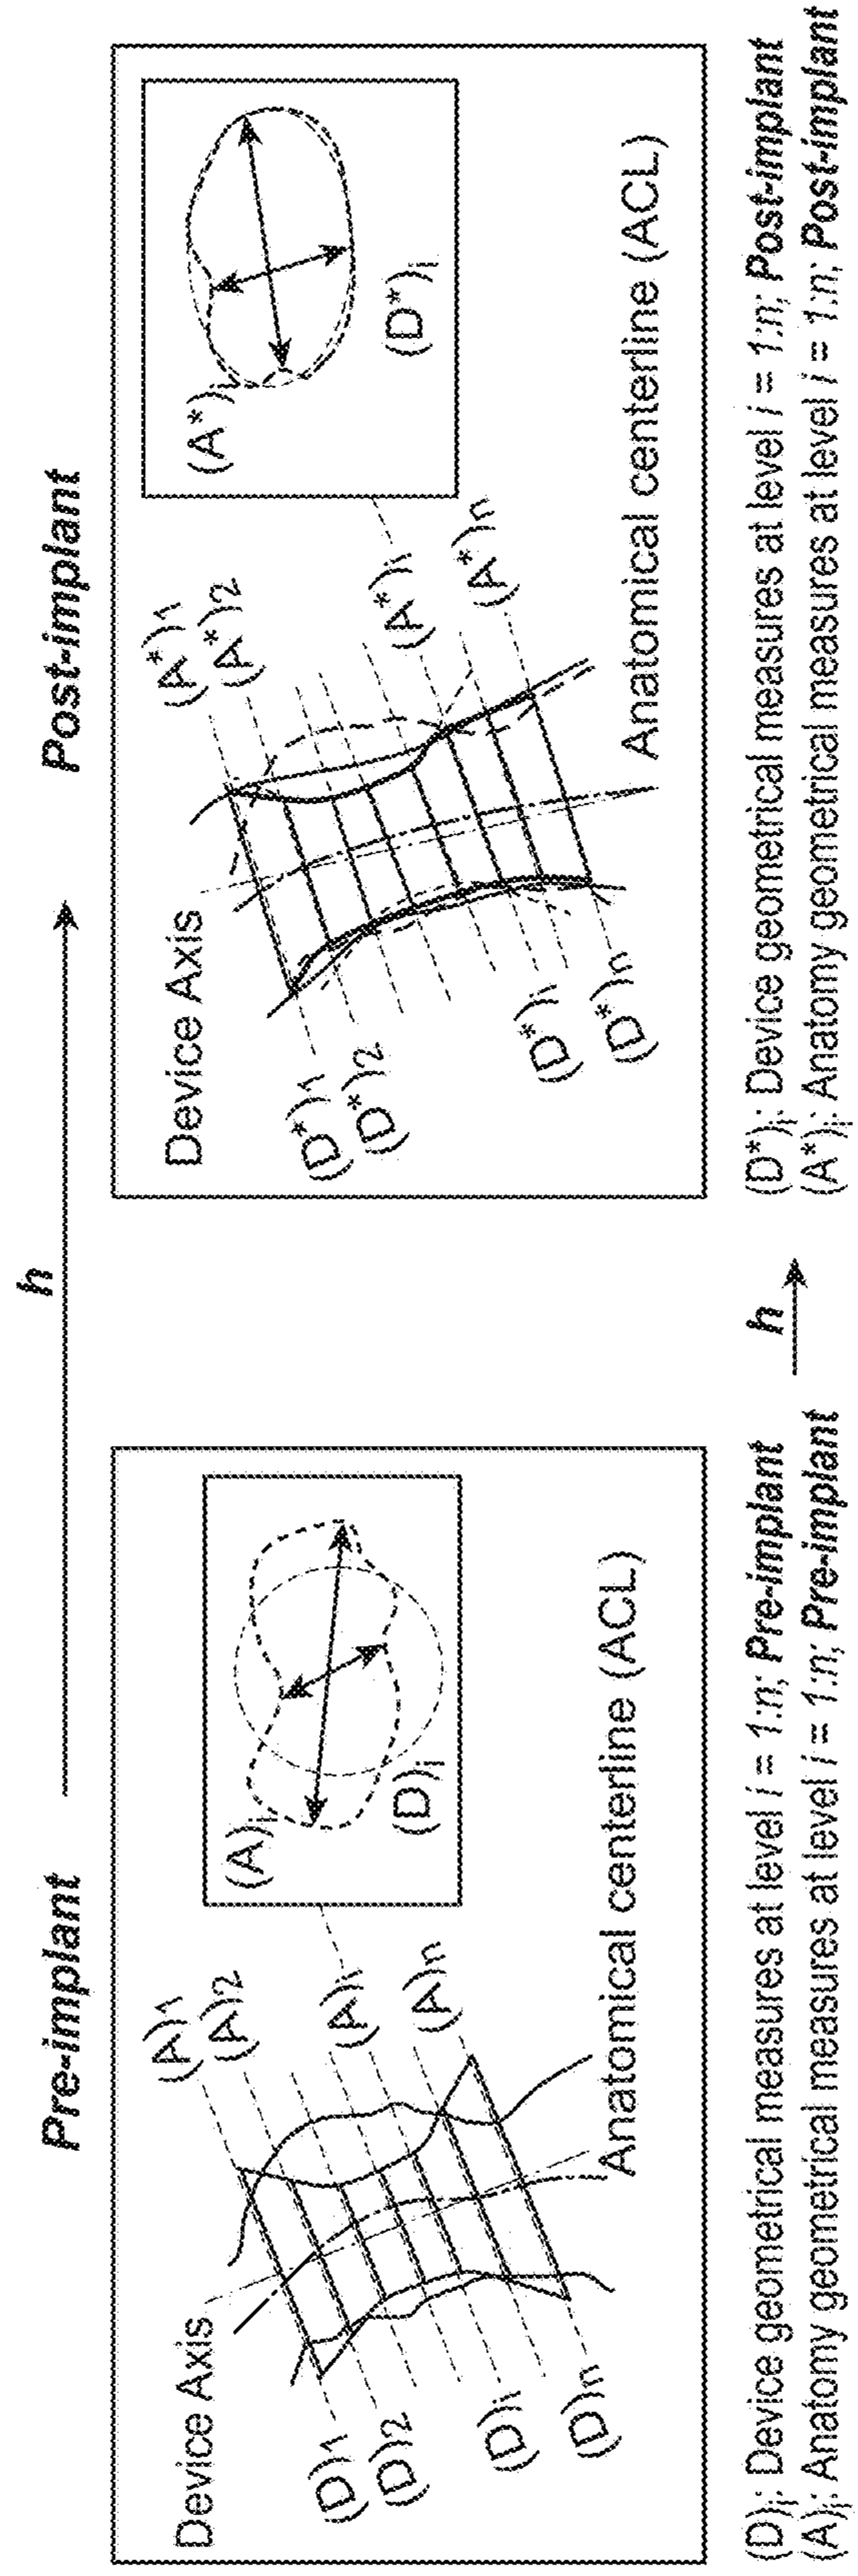 Pre-implant
h
Post-implant
Device Axis
(D)1
(D)2
(D)i
(D)n
(A)1
(A)2
(A)i
(A)n
(A)i
(D)i
Anatomical centerline (ACL)
Device Axis
(D*)1
(D*)2
(D*)i
(D*)n
(A*)1
(A*)2
(A*)i
(A*)n
(A*)i
(D*)i
Anatomical centerline (ACL)
(D)i: Device geometrical measures at level i = 1:n; Pre-implant
(A)i: Anatomy geometrical measures at level i = 1:n; Pre-implant
h
(D*)i: Device geometrical measures at level i = 1:n; Post-implant
(A*)i: Anatomy geometrical measures at level i = 1:n; Post-implant